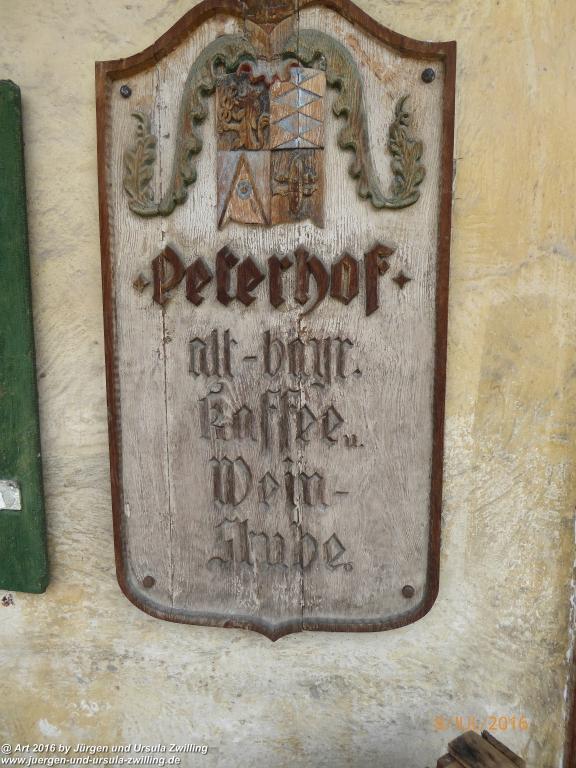 ·Peterhof·
alt-bayr.
Kaffee u.
Wein-
Stube.
5/JUL 2016
@ Art 2016 by Jürgen und Ursula Zwilling
www.juergen-und-ursula-zwilling.de